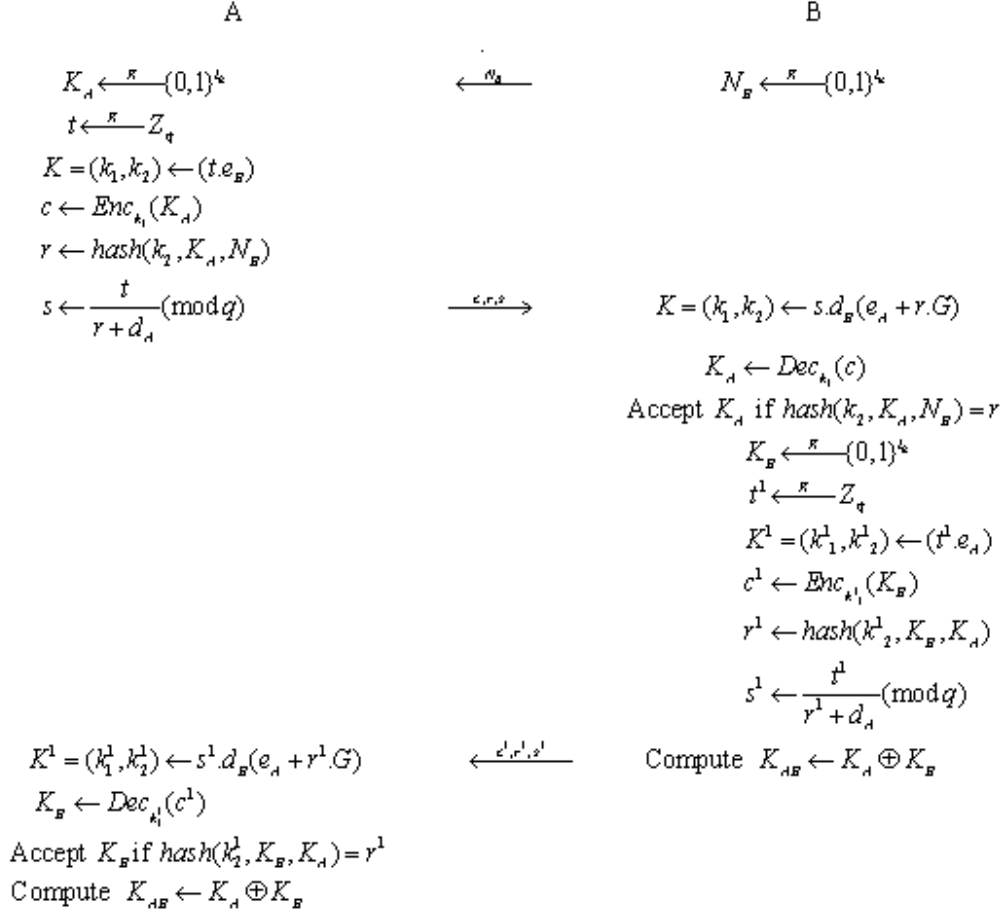 A B
K_A ←R {0,1}^{l_k} ←N_B N_B ←R {0,1}^{l_k}
t ←R Z_q
K = (k_1, k_2) ← (t.e_B)
c ← Enc_{k_1}(K_A)
r ← hash(k_2, K_A, N_B)
s ← t / (r + d_A) (mod q) →c,r,s K = (k_1, k_2) ← s.d_B(e_A + r.G)
K_A ← Dec_{k_1}(c)
Accept K_A if hash(k_2, K_A, N_B) = r
K_B ←R {0,1}^{l_k}
t^1 ←R Z_q
K^1 = (k^1_1, k^1_2) ← (t^1.e_A)
c^1 ← Enc_{k^1_1}(K_B)
r^1 ← hash(k^1_2, K_B, K_A)
s^1 ← t^1 / (r^1 + d_A) (mod q)
K^1 = (k^1_1, k^1_2) ← s^1.d_B(e_A + r^1.G) ←c^1,r^1,s^1 Compute K_{AB} ← K_A ⊕ K_B
K_B ← Dec_{k^1_1}(c^1)
Accept K_B if hash(k^1_2, K_B, K_A) = r^1
Compute K_{AB} ← K_A ⊕ K_B